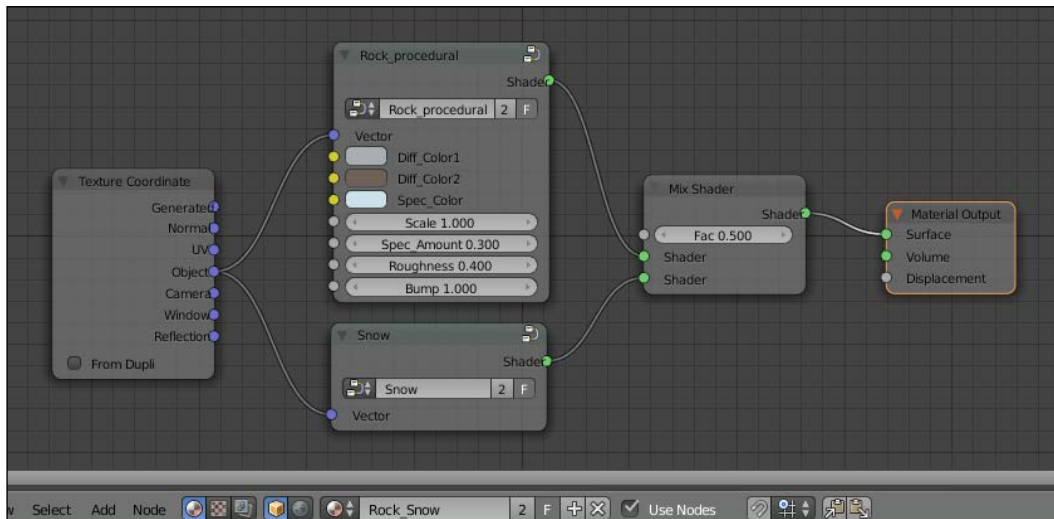 Texture Coordinate
Generated
Normal
UV
Object
Camera
Window
Reflection
From Dupli
Rock_procedural
Shader
Rock_procedural 2 F
Vector
Diff_Color1
Diff_Color2
Spec_Color
Scale 1.000
Spec_Amount 0.300
Roughness 0.400
Bump 1.000
Snow
Shader
Snow 2 F
Vector
Mix Shader
Shader
Fac 0.500
Shader
Shader
Material Output
Surface
Volume
Displacement
Select Add Node Rock_Snow 2 F Use Nodes